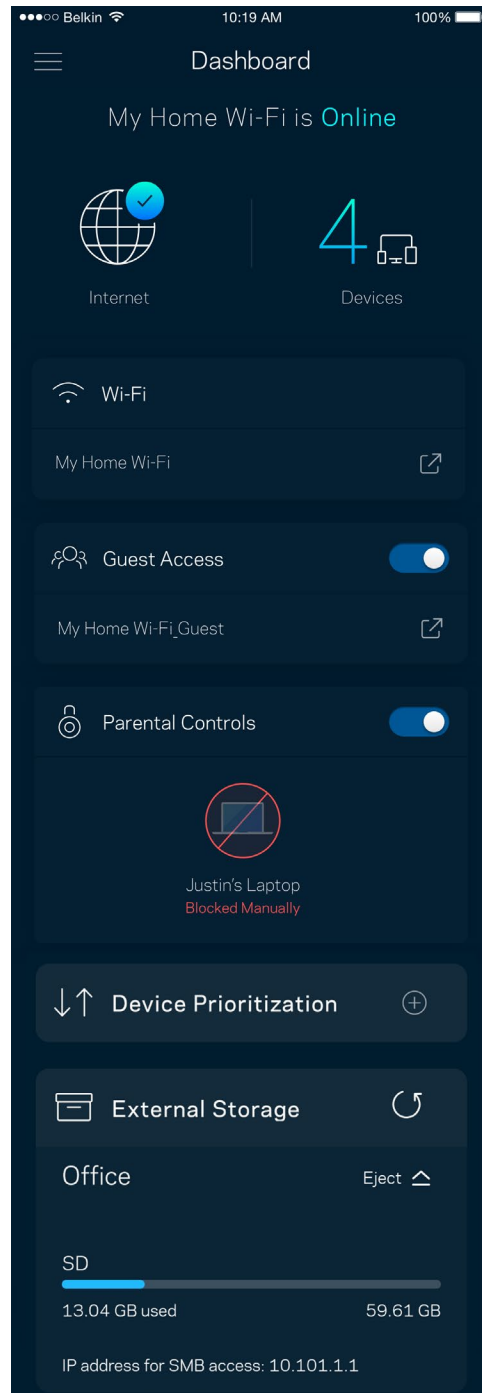 Belkin 10:19 AM 100%
Dashboard
My Home Wi-Fi is Online
4
Internet Devices
Wi-Fi
My Home Wi-Fi
Guest Access
My Home Wi-Fi_Guest
Parental Controls
Justin's Laptop
Blocked Manually
Device Prioritization
External Storage
Office Eject
SD
13.04 GB used 59.61 GB
IP address for SMB access: 10.101.1.1